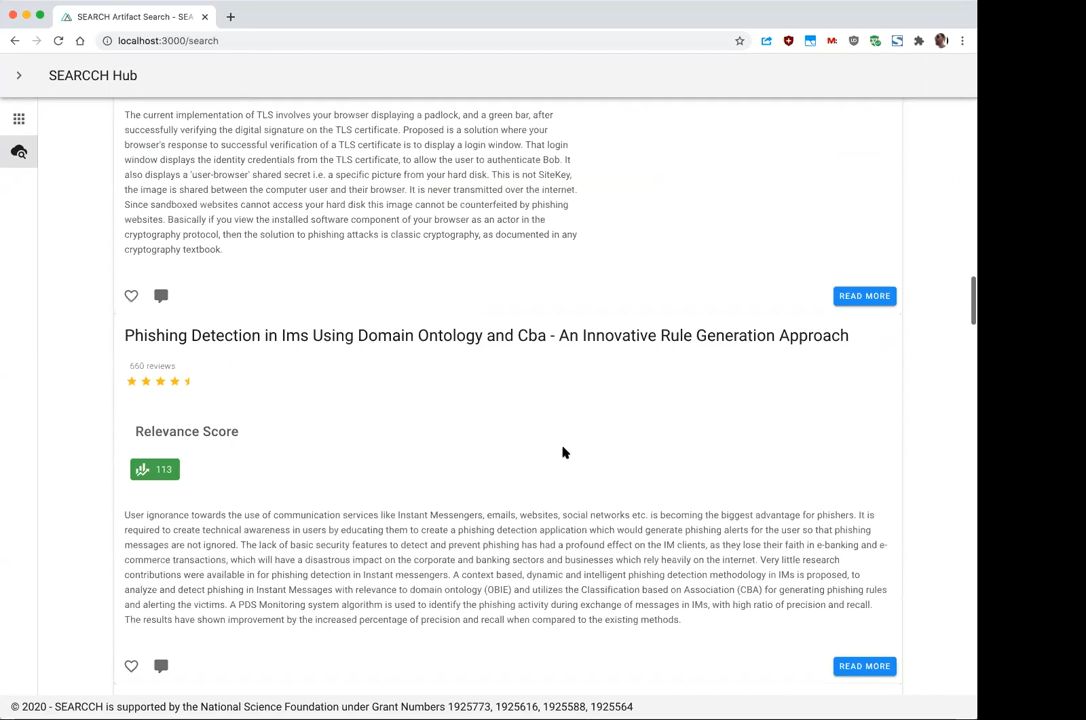 SEARCCH Artifact Search - SEA
localhost:3000/search
SEARCCH Hub
The current implementation of TLS involves your browser displaying a padlock, and a green bar, after
successfully verifying the digital signature on the TLS certificate. Proposed is a solution where your
browser's response to successful verification of a TLS certificate is to display a login window. That login
window displays the identity credentials from the TLS certificate, to allow the user to authenticate Bob. It
also displays a 'user-browser' shared secret i.e. a specific picture from your hard disk. This is not SiteKey,
the image is shared between the computer user and their browser. It is never transmitted over the internet.
Since sandboxed websites cannot access your hard disk this image cannot be counterfeited by phishing
websites. Basically if you view the installed software component of your browser as an actor in the
cryptography protocol, then the solution to phishing attacks is classic cryptography, as documented in any
cryptography textbook.
READ MORE
Phishing Detection in Ims Using Domain Ontology and Cba - An Innovative Rule Generation Approach
660 reviews
Relevance Score
113
User ignorance towards the use of communication services like Instant Messengers, emails, websites, social networks etc. is becoming the biggest advantage for phishers. It is
required to create technical awareness in users by educating them to create a phishing detection application which would generate phishing alerts for the user so that phishing
messages are not ignored. The lack of basic security features to detect and prevent phishing has had a profound effect on the IM clients, as they lose their faith in e-banking and e-
commerce transactions, which will have a disastrous impact on the corporate and banking sectors and businesses which rely heavily on the internet. Very little research
contributions were available in for phishing detection in Instant messengers. A context based, dynamic and intelligent phishing detection methodology in IMs is proposed, to
analyze and detect phishing in Instant Messages with relevance to domain ontology (OBIE) and utilizes the Classification based on Association (CBA) for generating phishing rules
and alerting the victims. A PDS Monitoring system algorithm is used to identify the phishing activity during exchange of messages in IMs, with high ratio of precision and recall.
The results have shown improvement by the increased percentage of precision and recall when compared to the existing methods.
READ MORE
© 2020 - SEARCCH is supported by the National Science Foundation under Grant Numbers 1925773, 1925616, 1925588, 1925564